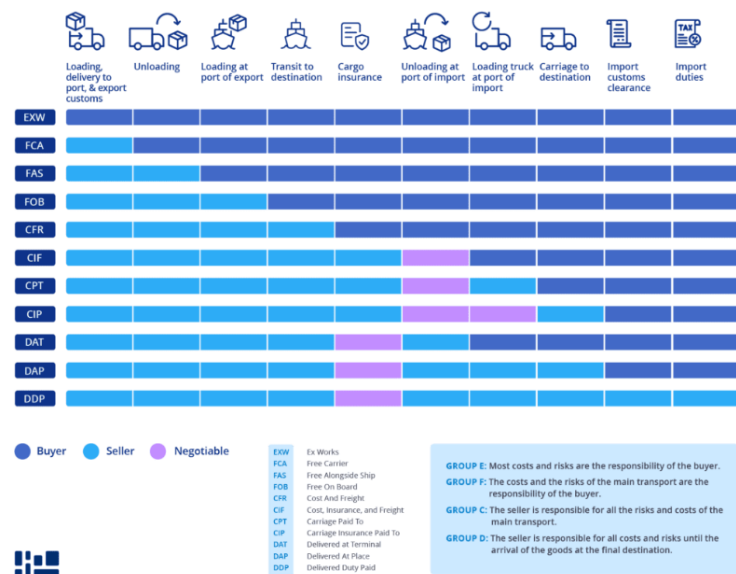 Loading,
delivery to
port, & export
customs
Unloading
Loading at
port of export
Transit to
destination
Cargo
insurance
Unloading at
port of import
Loading truck
at port of
import
Carriage to
destination
Import
customs
clearance
TAX
Import
duties
EXW
FCA
FAS
FOB
CFR
CIF
CPT
CIP
DAT
DAP
DDP
Buyer
Seller
Negotiable
EXW Ex Works
FCA Free Carrier
FAS Free Alongside Ship
FOB Free On Board
CFR Cost And Freight
CIF Cost, Insurance, and Freight
CPT Carriage Paid To
CIP Carriage Insurance Paid To
DAT Delivered at Terminal
DAP Delivered At Place
DDP Delivered Duty Paid
GROUP E: Most costs and risks are the responsibility of the buyer.
GROUP F: The costs and the risks of the main transport are the
responsibility of the buyer.
GROUP C: The seller is responsible for all the risks and costs of the
main transport.
GROUP D: The seller is responsible for all costs and risks until the
arrival of the goods at the final destination.